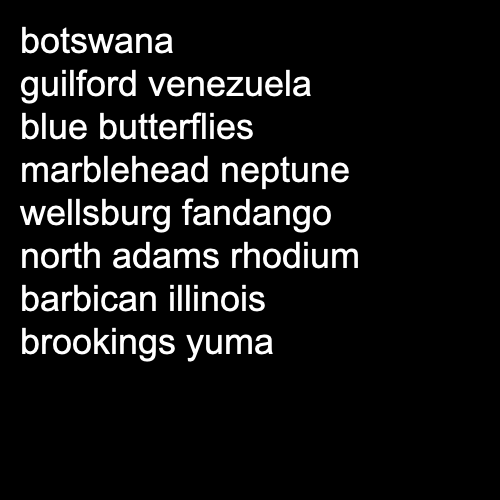 botswana
guilford venezuela
blue butterflies
marblehead neptune
wellsburg fandango
north adams rhodium
barbican illinois
brookings yuma